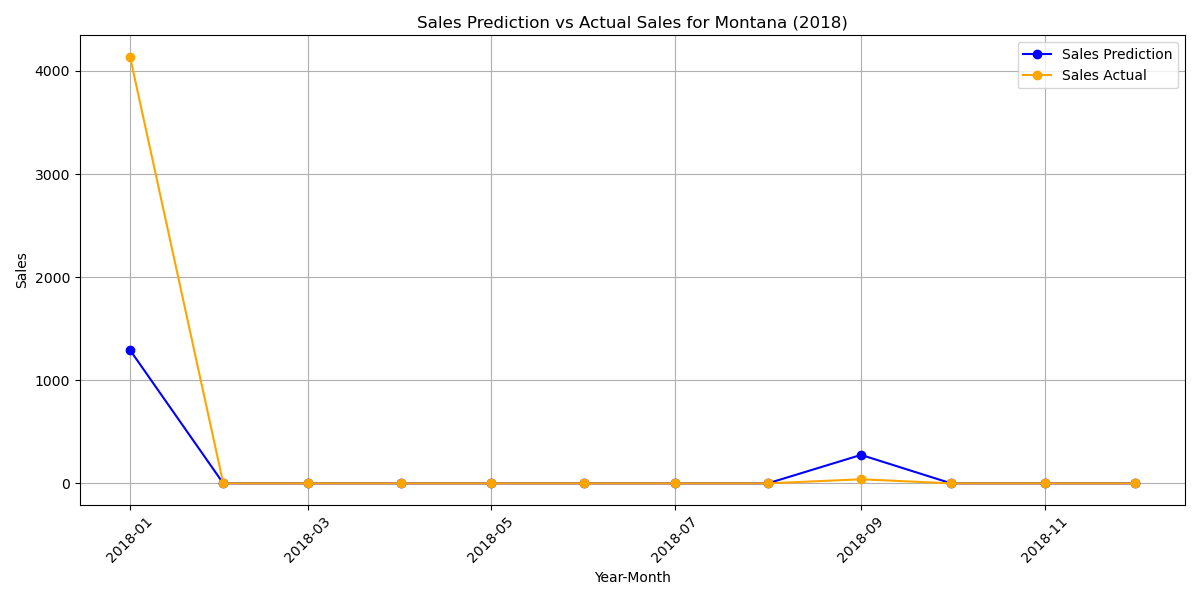 Sales Prediction vs Actual Sales for Montana (2018)
Sales Prediction
Sales Actual
4000
3000
2000
1000
0
Sales
2018-01
2018-03
2018-05
2018-07
2018-09
2018-11
Year-Month